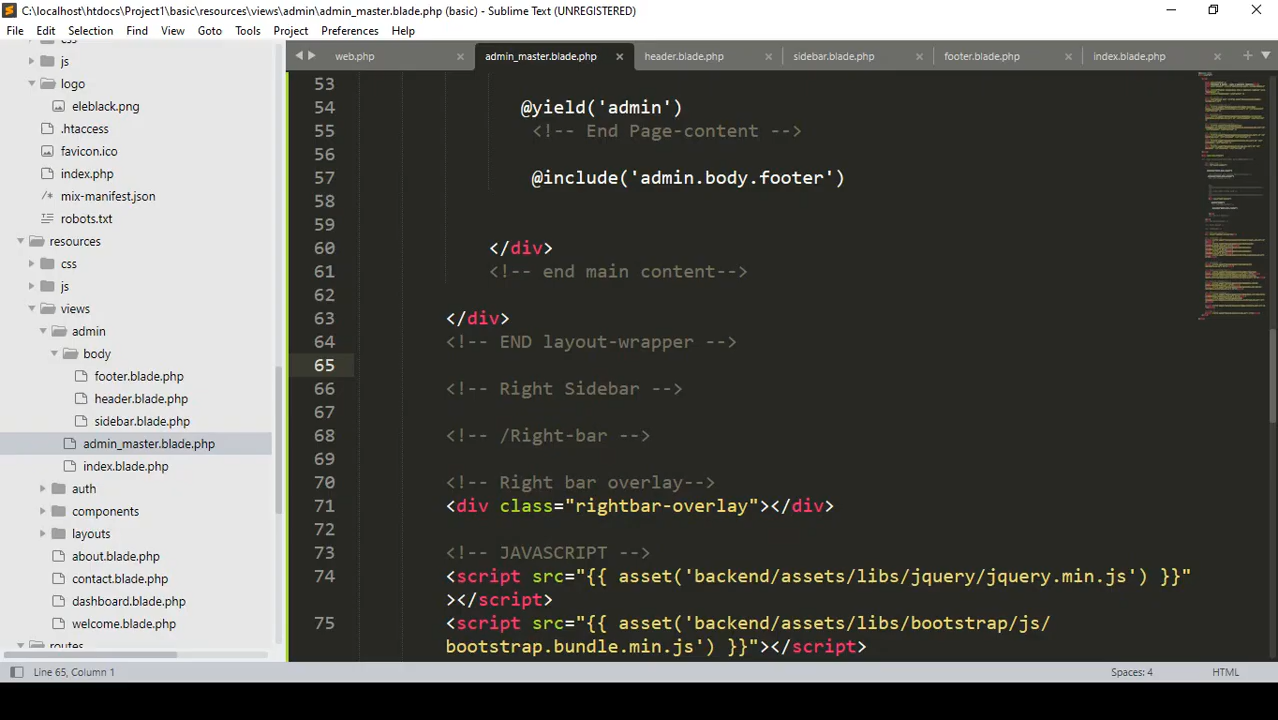 C:\localhost\htdocs\Project1\basic\resources\views\admin\admin_master.blade.php (basic) - Sublime Text (UNREGISTERED)
File Edit Selection Find View Goto Tools Project Preferences Help
web.php admin_master.blade.php header.blade.php sidebar.blade.php footer.blade.php index.blade.php
css
js
logo
eleblack.png
.htaccess
favicon.ico
index.php
mix-manifest.json
robots.txt
resources
css
js
views
admin
body
footer.blade.php
header.blade.php
sidebar.blade.php
admin_master.blade.php
index.blade.php
auth
components
layouts
about.blade.php
contact.blade.php
dashboard.blade.php
welcome.blade.php
routes
53
54 @yield('admin')
55 <!-- End Page-content -->
56
57 @include('admin.body.footer')
58
59
60 </div>
61 <!-- end main content-->
62
63 </div>
64 <!-- END layout-wrapper -->
65
66 <!-- Right Sidebar -->
67
68 <!-- /Right-bar -->
69
70 <!-- Right bar overlay-->
71 <div class="rightbar-overlay"></div>
72
73 <!-- JAVASCRIPT -->
74 <script src="{{ asset('backend/assets/libs/jquery/jquery.min.js') }}"
></script>
75 <script src="{{ asset('backend/assets/libs/bootstrap/js/
bootstrap.bundle.min.js') }}"></script>
Line 65, Column 1
Spaces: 4 HTML